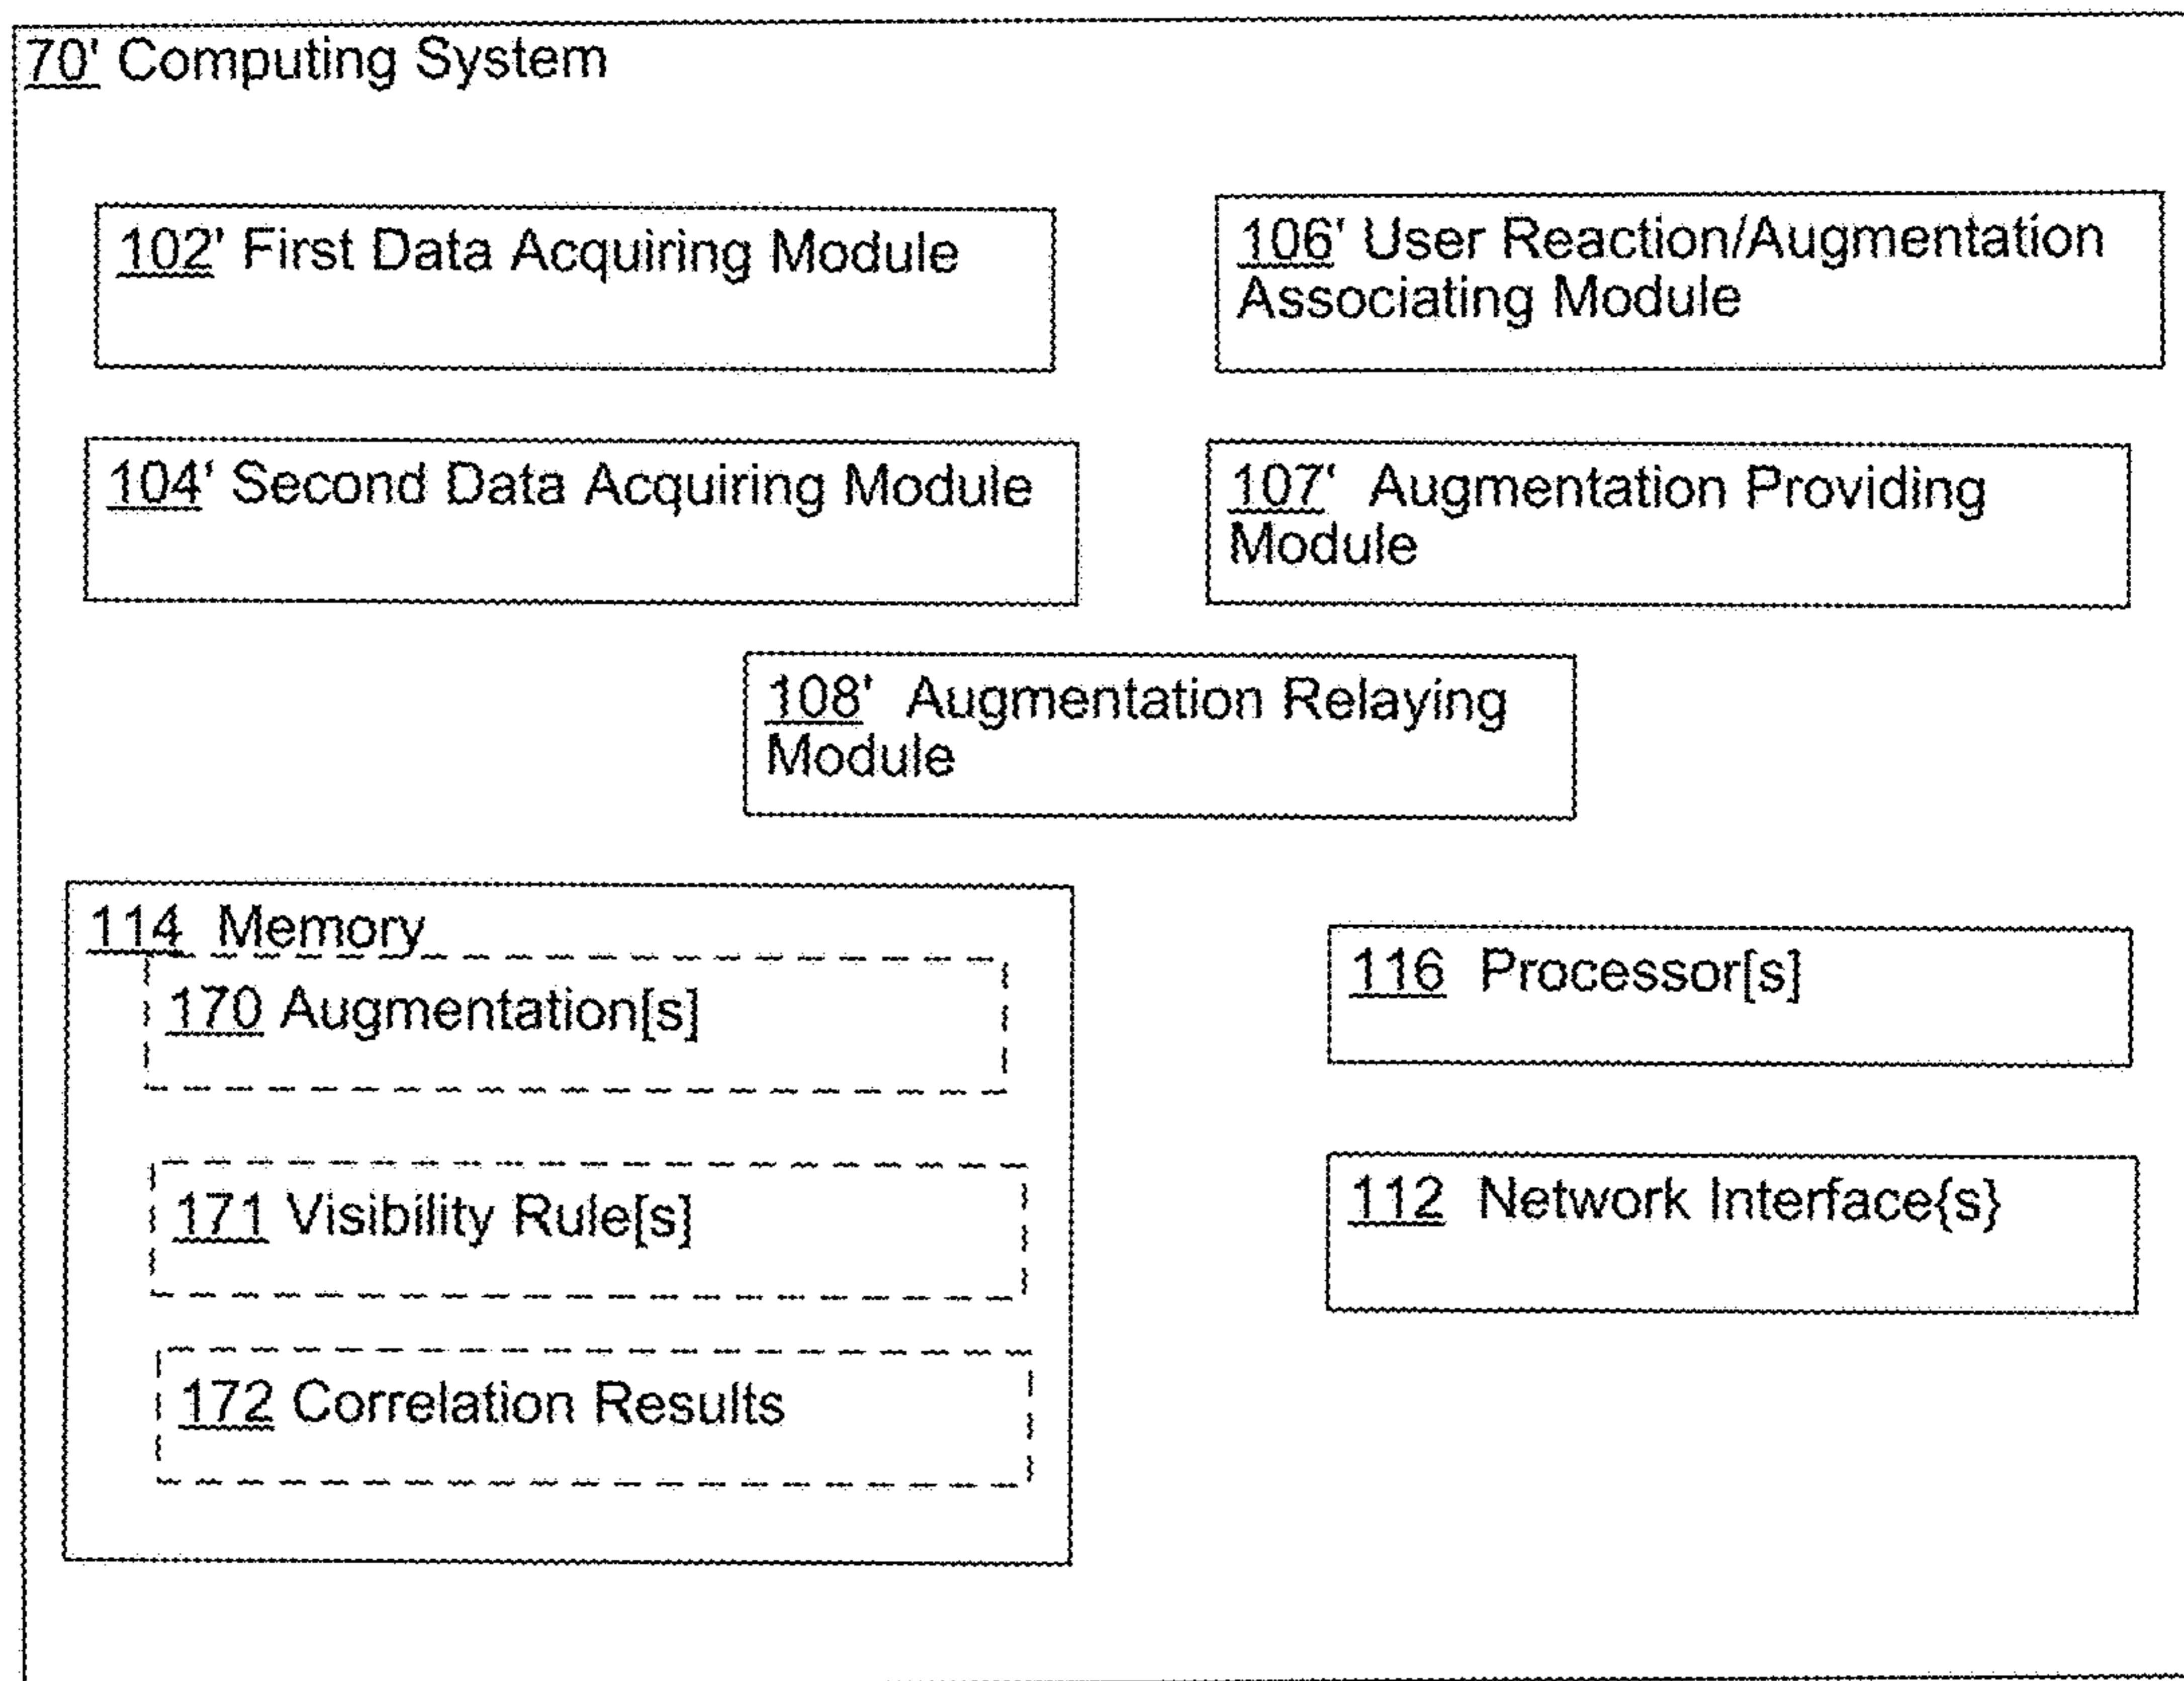 70' Computing System
102' First Data Acquiring Module
106' User Reaction/Augmentation
Associating Module
104' Second Data Acquiring Module
107' Augmentation Providing
Module
108' Augmentation Relaying
Module
114 Memory
170 Augmentation[s]
171 Visibility Rule[s]
172 Correlation Results
116 Processor[s]
112 Network Interface{s}